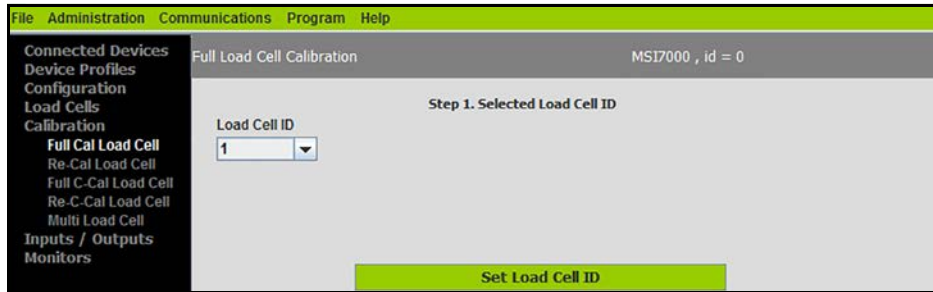 File Administration Communications Program Help
Connected Devices
Device Profiles
Configuration
Load Cells
Calibration
Full Cal Load Cell
Re-Cal Load Cell
Full C-Cal Load Cell
Re-C-Cal Load Cell
Multi Load Cell
Inputs / Outputs
Monitors
Full Load Cell Calibration
MSI7000 , id = 0
Step 1. Selected Load Cell ID
Load Cell ID
1
Set Load Cell ID